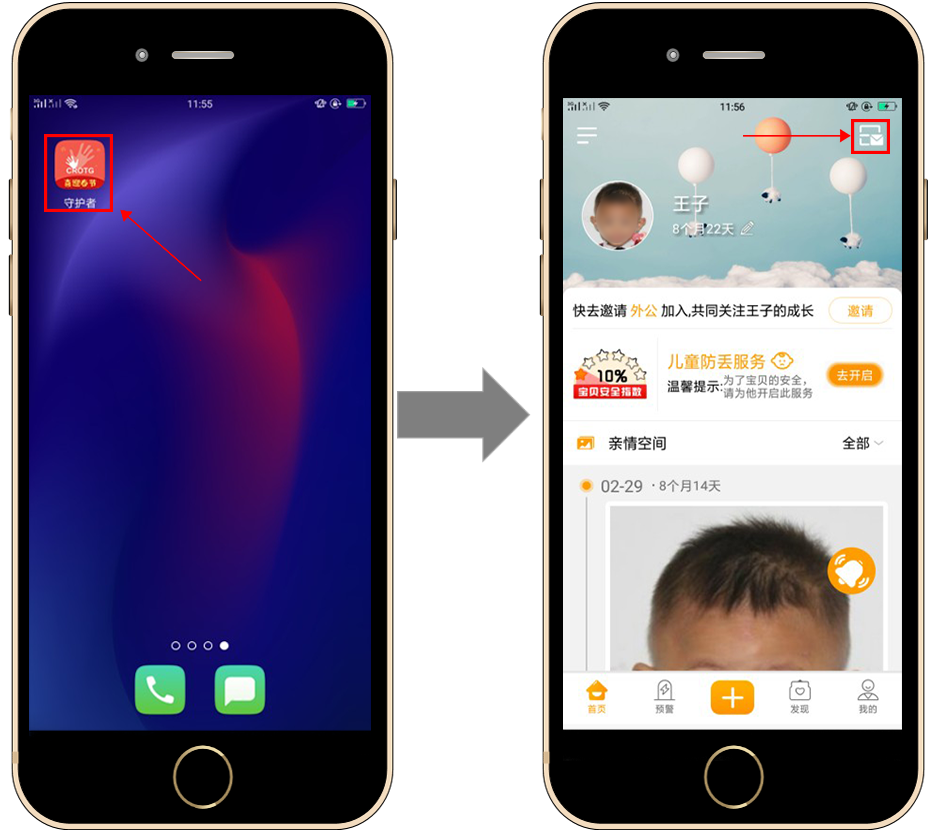 11:55
CROTG
喜迎春节
守护者
11:56
王子
8个月22天
快去邀请 外公 加入,共同关注王子的成长
邀请
10%
宝贝安全指数
儿童防丢服务
温馨提示:为了宝贝的安全,
请为他开启此服务
去开启
亲情空间
全部
02-29 · 8个月14天
首页
预警
发现
我的